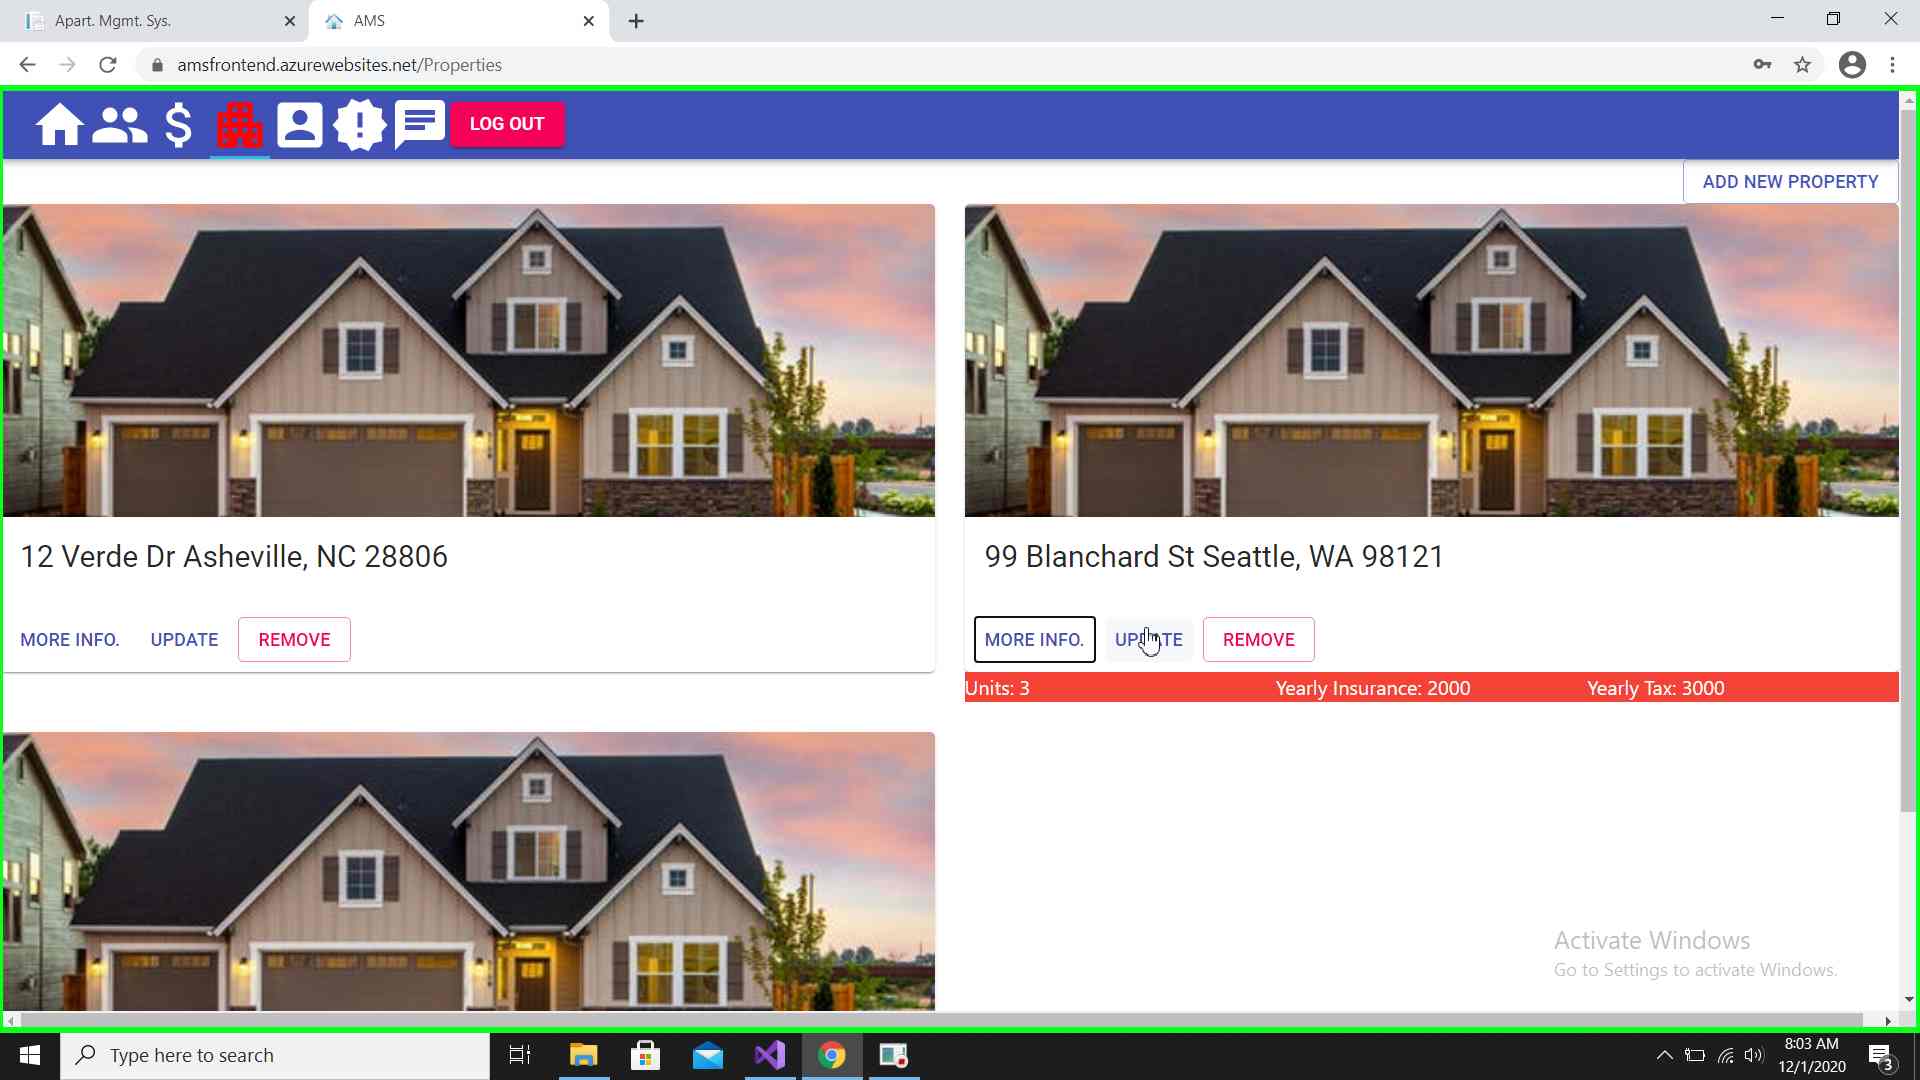 Apart. Mgmt. Sys.
AMS
amsfrontend.azurewebsites.net/Properties
LOG OUT
ADD NEW PROPERTY
12 Verde Dr Asheville, NC 28806
MORE INFO.
UPDATE
REMOVE
99 Blanchard St Seattle, WA 98121
MORE INFO.
UPDATE
REMOVE
Units: 3
Yearly Insurance: 2000
Yearly Tax: 3000
Activate Windows
Go to Settings to activate Windows.
Type here to search
8:03 AM
12/1/2020
3